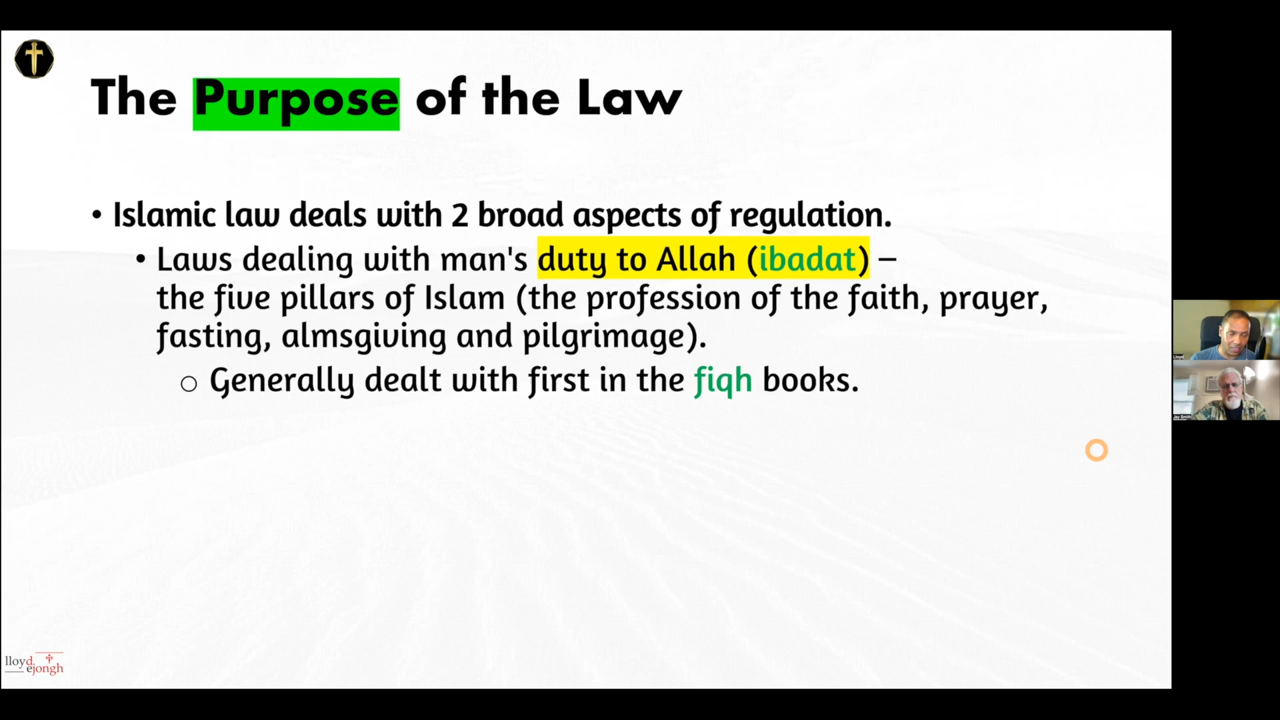 The Purpose of the Law
• Islamic law deals with 2 broad aspects of regulation.
• Laws dealing with man's duty to Allah (ibadat) –
the five pillars of Islam (the profession of the faith, prayer,
fasting, almsgiving and pilgrimage).
○ Generally dealt with first in the fiqh books.
Jay Smith
lloyd
ejongh